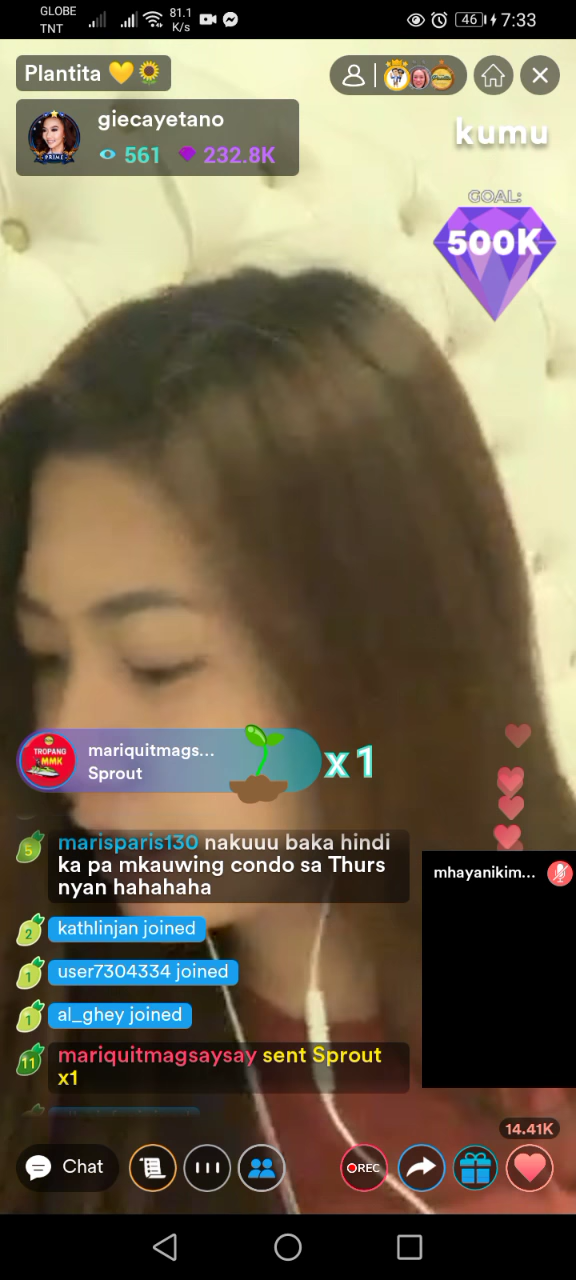 GLOBE
TNT
81.1
K/s
46
7:33
Plantita 💛🌻
giecayetano
PRIME
561
232.8K
kumu
GOAL:
500K
TROPANG
MMK
mariquitmags...
Sprout
x1
5
marisparis130 nakuuu baka hindi
ka pa mkauwing condo sa Thurs
nyan hahahaha
mhayanikim...
2
kathlinjan joined
1
user7304334 joined
1
al_ghey joined
11
mariquitmagsaysay sent Sprout
x1
14.41K
Chat
REC